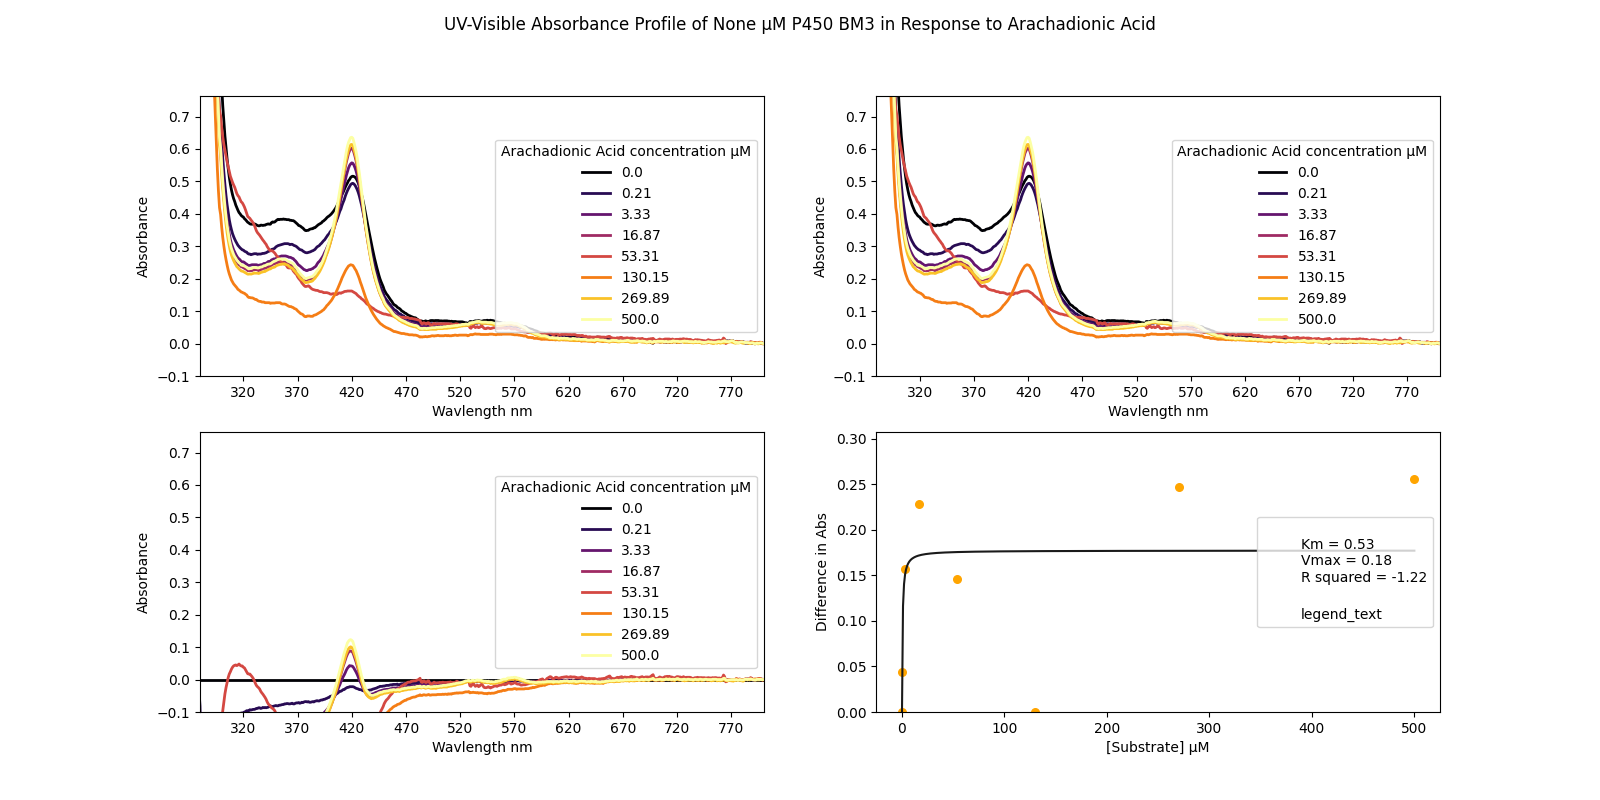 UV-Visible Absorbance Profile of None μM P450 BM3 in Response to Arachadionic Acid
0.7
0.6
0.5
0.4
0.3
0.2
0.1
0.0
−0.1
Absorbance
Arachadionic Acid concentration μM
0.0
0.21
3.33
16.87
53.31
130.15
269.89
500.0
320 370 420 470 520 570 620 670 720 770
Wavlength nm
0.7
0.6
0.5
0.4
0.3
0.2
0.1
0.0
−0.1
Absorbance
Arachadionic Acid concentration μM
0.0
0.21
3.33
16.87
53.31
130.15
269.89
500.0
320 370 420 470 520 570 620 670 720 770
Wavlength nm
0.7
0.6
0.5
0.4
0.3
0.2
0.1
0.0
−0.1
Absorbance
Arachadionic Acid concentration μM
0.0
0.21
3.33
16.87
53.31
130.15
269.89
500.0
320 370 420 470 520 570 620 670 720 770
Wavlength nm
0.30
0.25
0.20
0.15
0.10
0.05
0.00
Difference in Abs
Km = 0.53
Vmax = 0.18
R squared = -1.22
legend_text
0 100 200 300 400 500
[Substrate] μM